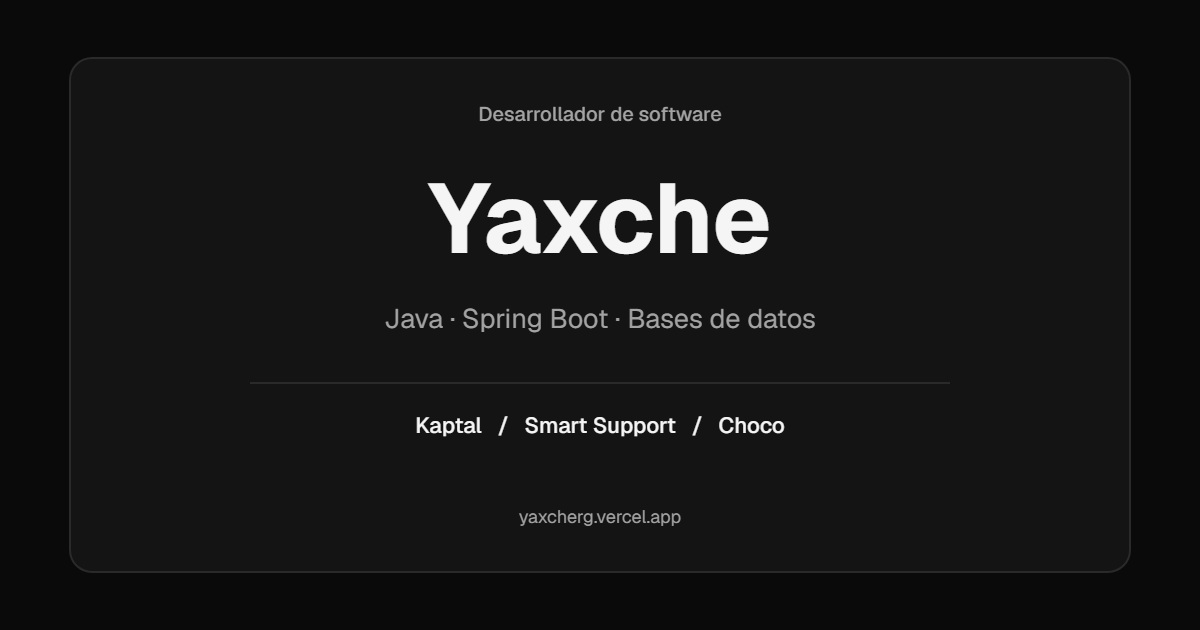 Desarrollador de software
Yaxche
Java · Spring Boot · Bases de datos
Kaptal / Smart Support / Choco
yaxcherg.vercel.app